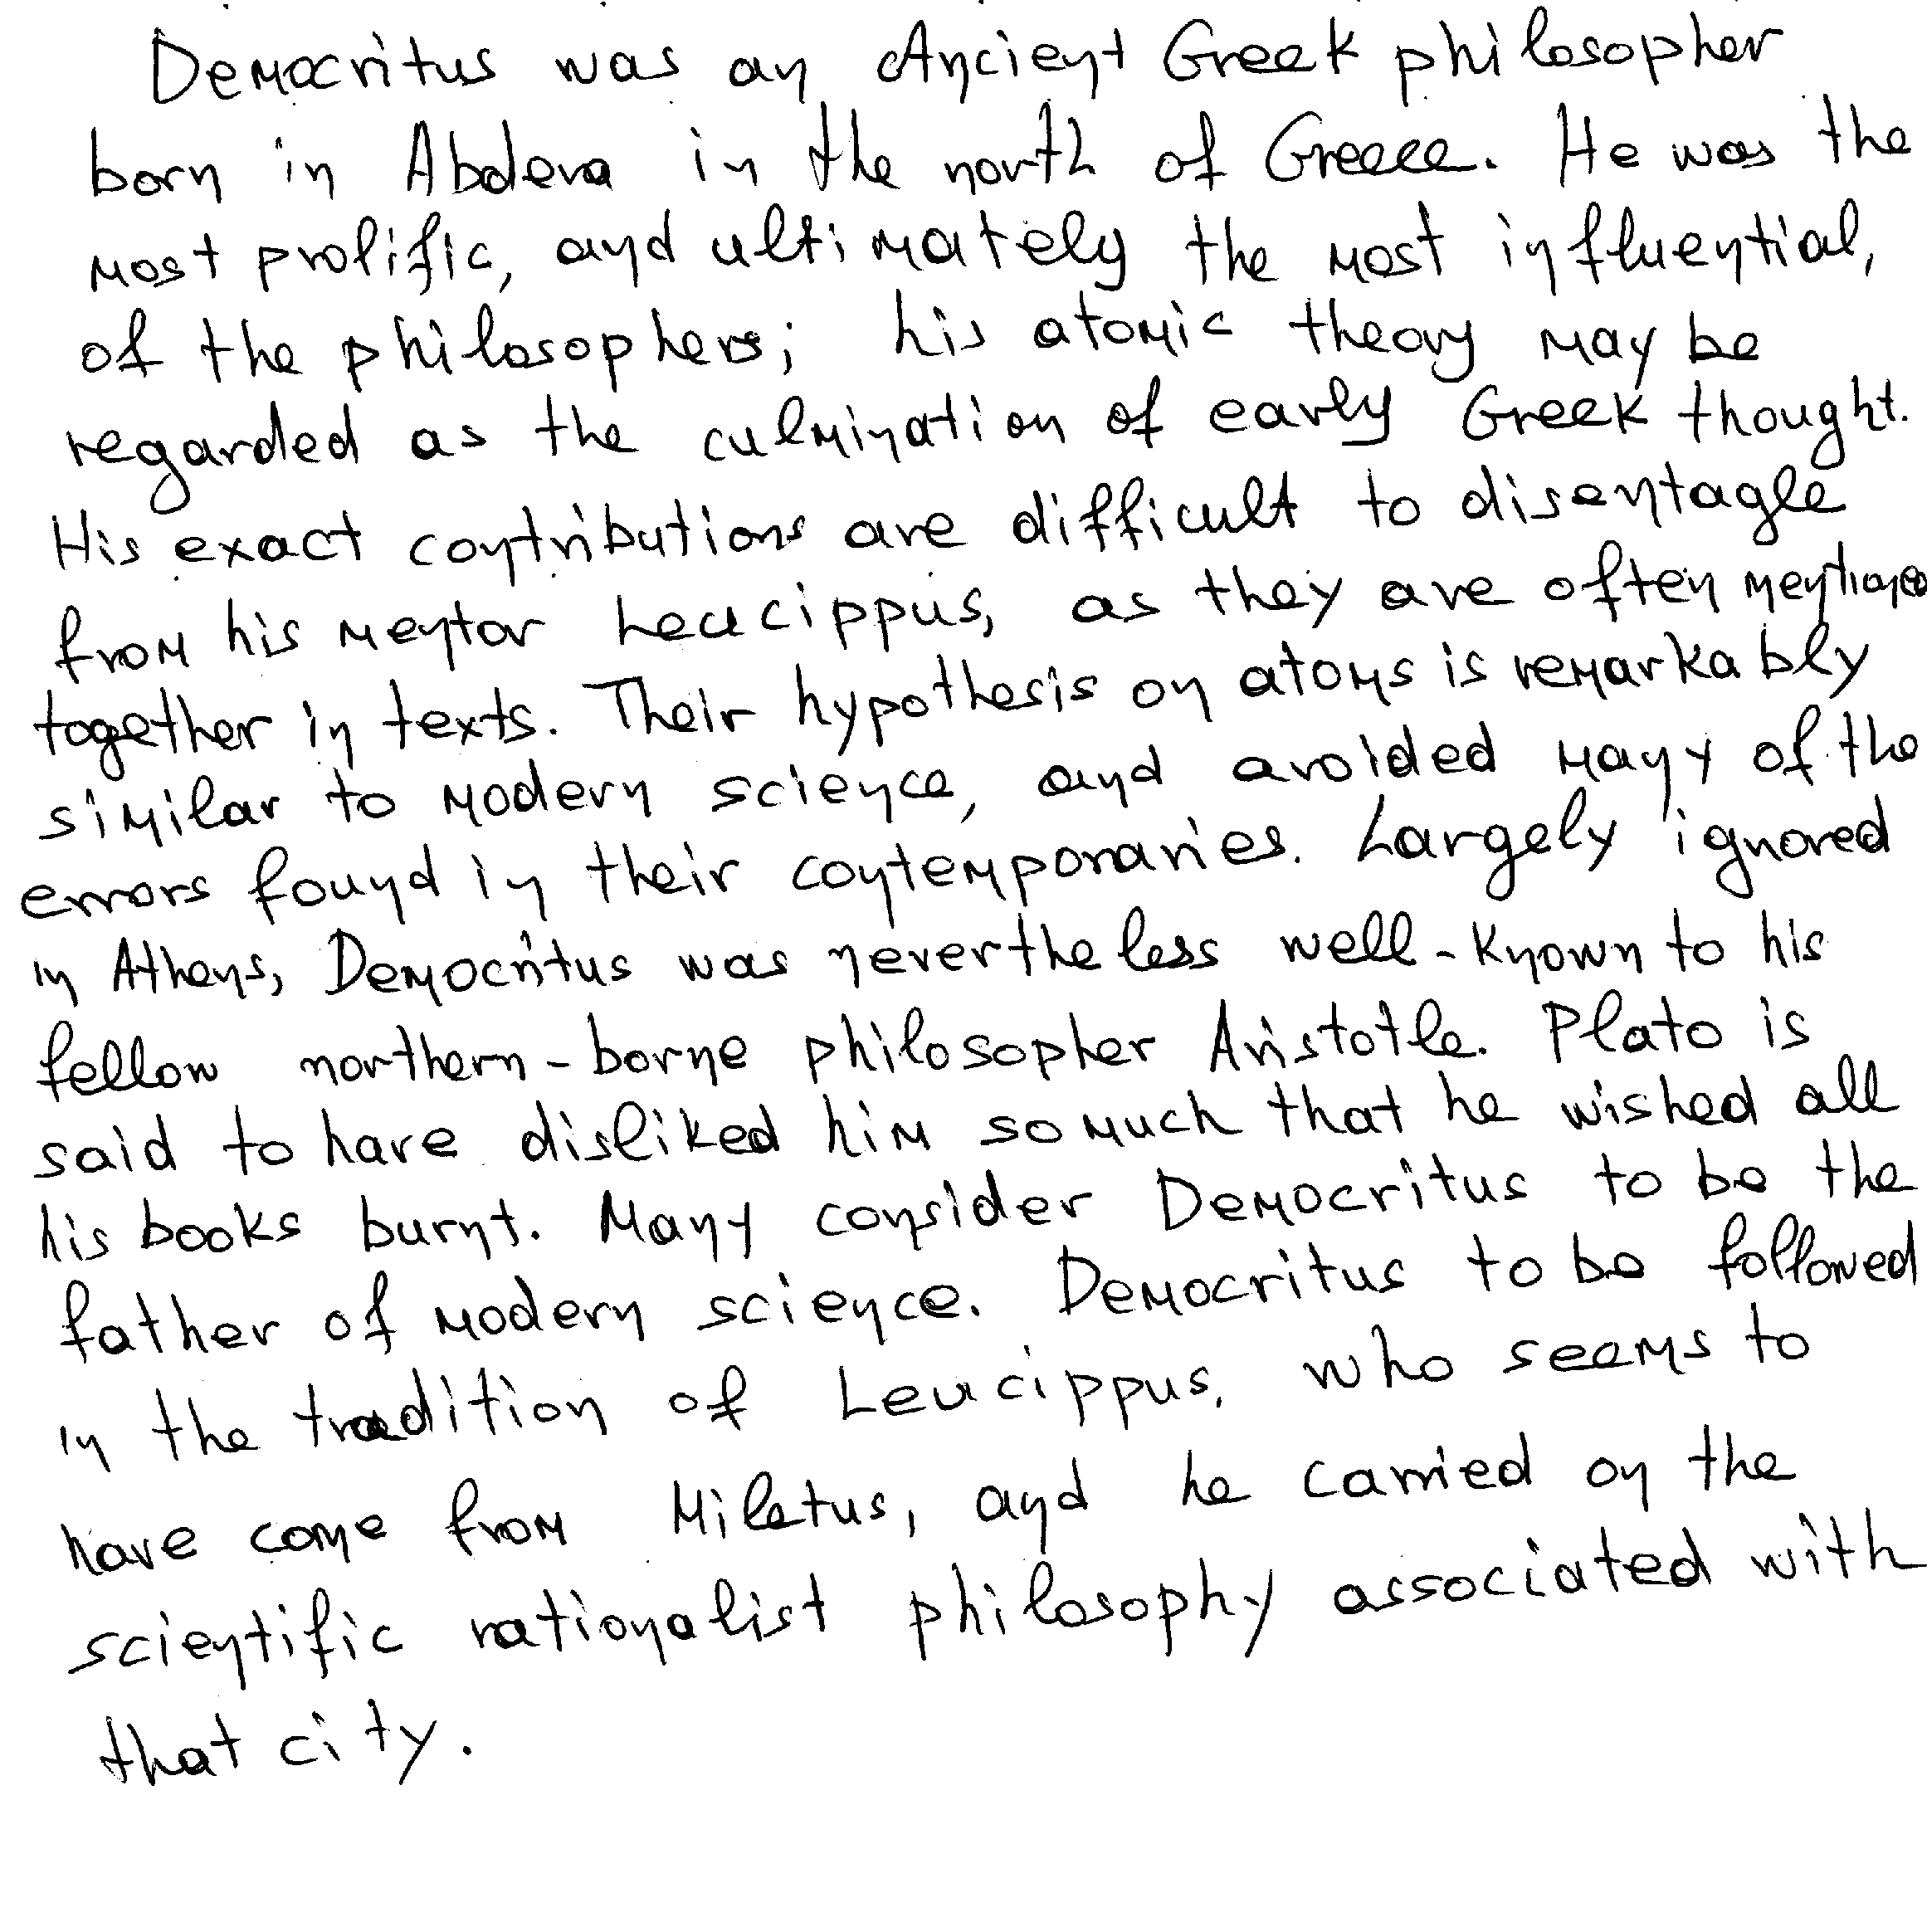 Democritus was an Ancient Greek philosopher
born in Abdera in the north of Greece. He was the
most prolific, and ultimately the most influential,
of the philosophers; his atomic theory may be
regarded as the culmination of early Greek thought.
His exact contributions are difficult to disentagle
from his mentor Leucippus, as they are often mentioned
together in texts. Their hypothesis on atoms is remarkably
similar to modern science, and avoided many of the
errors found in their contemporaries. Largely ignored
in Athens, Democritus was nevertheless well-known to his
fellow northern-borne philosopher Aristotle. Plato is
said to have disliked him so much that he wished all
his books burnt. Many consider Democritus to be the
father of modern science. Democritus to be followed
in the tradition of Leucippus, who seems to
have come from Miletus, and he carried on the
scientific rationalist philosophy associated with
that city.